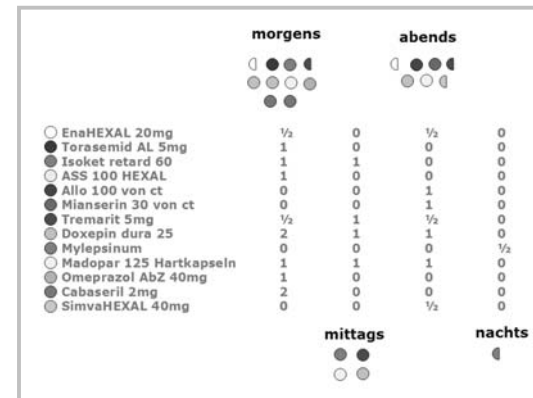 morgens abends
EnaHEXAL 20mg ½ 0 ½ 0
Torasemid AL 5mg 1 0 0 0
Isoket retard 60 1 1 0 0
ASS 100 HEXAL 1 0 0 0
Allo 100 von ct 0 0 1 0
Mianserin 30 von ct 0 0 1 0
Tremarit 5mg ½ 1 ½ 0
Doxepin dura 25 2 1 1 0
Mylepsinum 0 0 0 ½
Madopar 125 Hartkapseln 1 1 1 0
Omeprazol AbZ 40mg 1 0 0 0
Cabaseril 2mg 2 0 0 0
SimvaHEXAL 40mg 0 0 ½ 0
mittags nachts